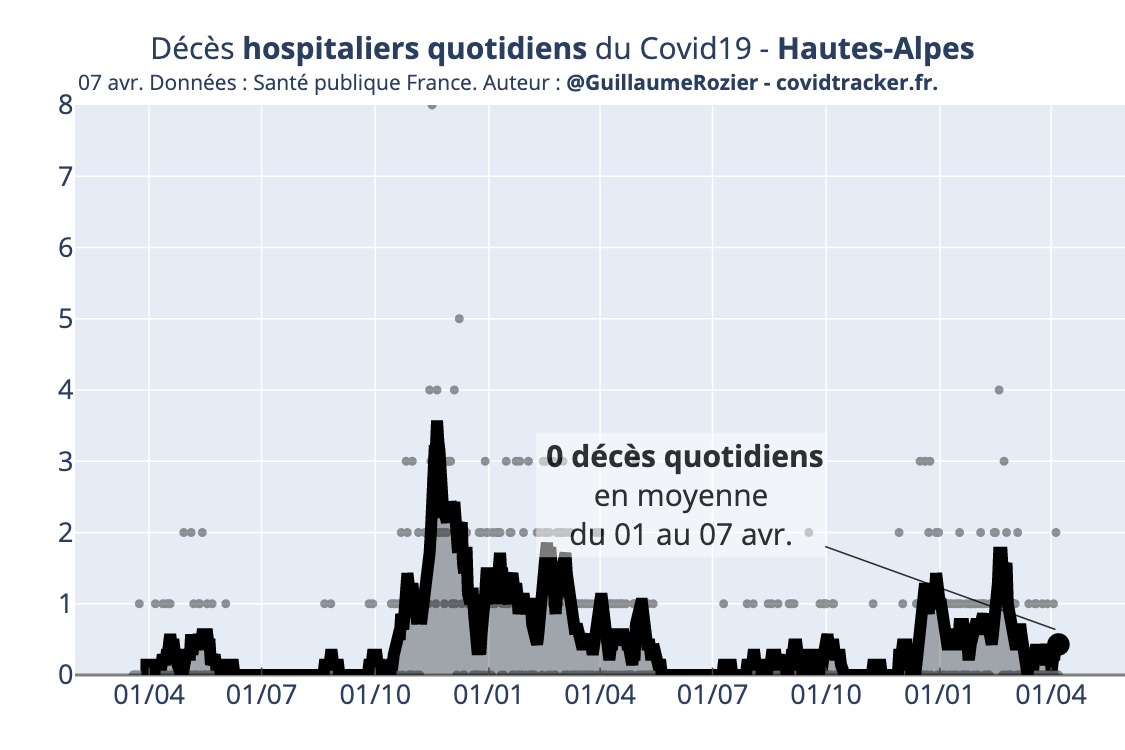 Décès hospitaliers quotidiens du Covid19 - Hautes-Alpes
07 avr. Données : Santé publique France. Auteur : @GuillaumeRozier - covidtracker.fr.
8
7
6
5
4
3
2
1
0
0 décès quotidiens
en moyenne
du 01 au 07 avr.
01/04 01/07 01/10 01/01 01/04 01/07 01/10 01/01 01/04